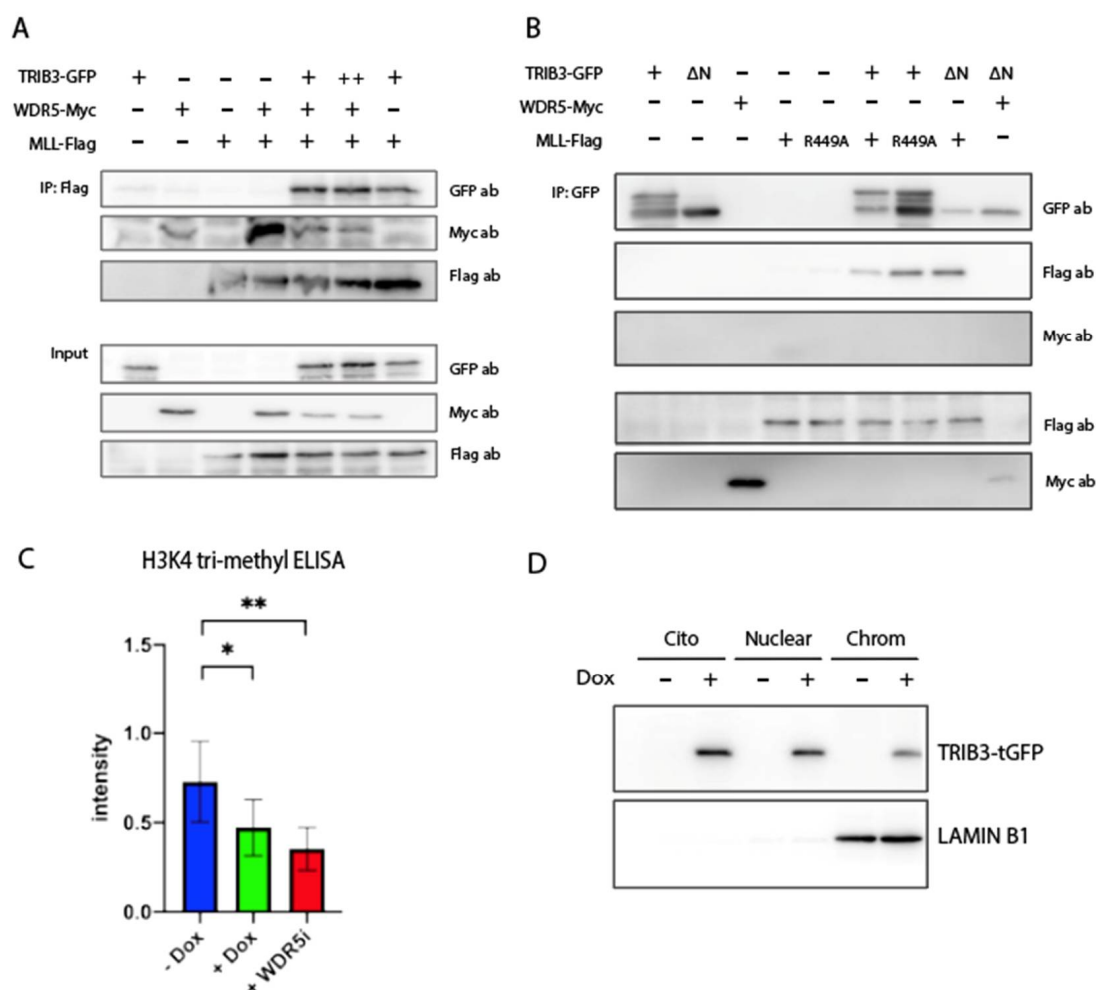 A
TRIB3-GFP + - - - + ++ +
WDR5-Myc - + - + + + -
MLL-Flag - - + + + + +
IP: Flag
GFP ab
Myc ab
Flag ab
Input
GFP ab
Myc ab
Flag ab
B
TRIB3-GFP + ΔN - - - + + ΔN ΔN
WDR5-Myc - - + - - - - - +
MLL-Flag - - - + R449A + R449A + -
IP: GFP
GFP ab
Flag ab
Myc ab
Flag ab
Myc ab
C
H3K4 tri-methyl ELISA
**
*
1.5
1.0
0.5
0.0
intensity
- Dox
+ Dox
+ WDR5i
D
Cito Nuclear Chrom
Dox - + - + - +
TRIB3-tGFP
LAMIN B1